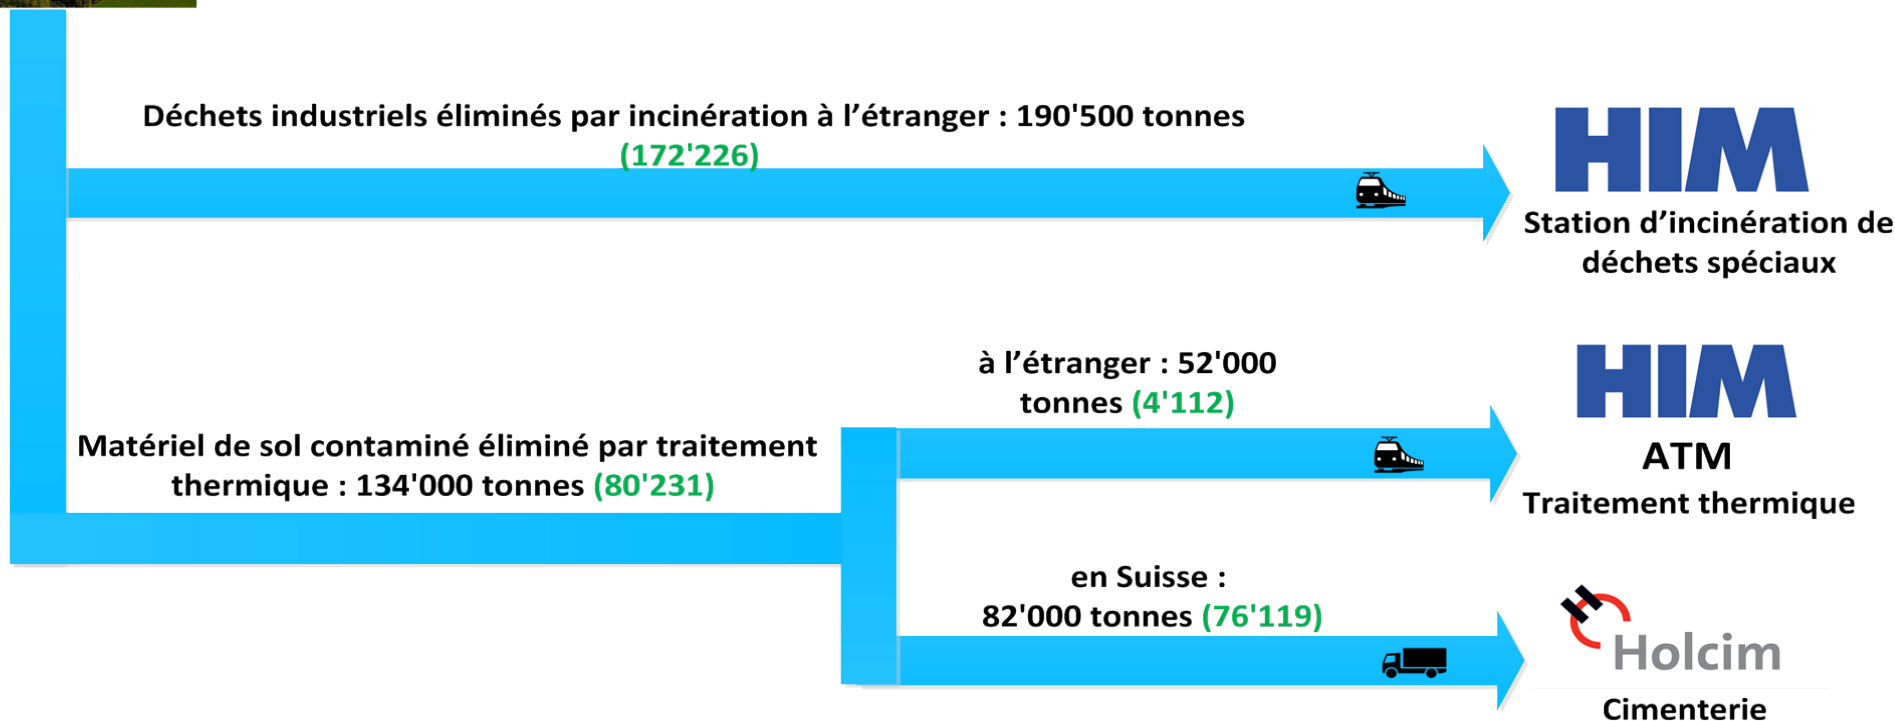 Déchets industriels éliminés par incinération à l’étranger : 190'500 tonnes
(172'226)
HIM
Station d’incinération de
déchets spéciaux
à l’étranger : 52'000
tonnes (4'112)
HIM
ATM
Traitement thermique
Matériel de sol contaminé éliminé par traitement
thermique : 134'000 tonnes (80'231)
en Suisse :
82'000 tonnes (76'119)
Holcim
Cimenterie